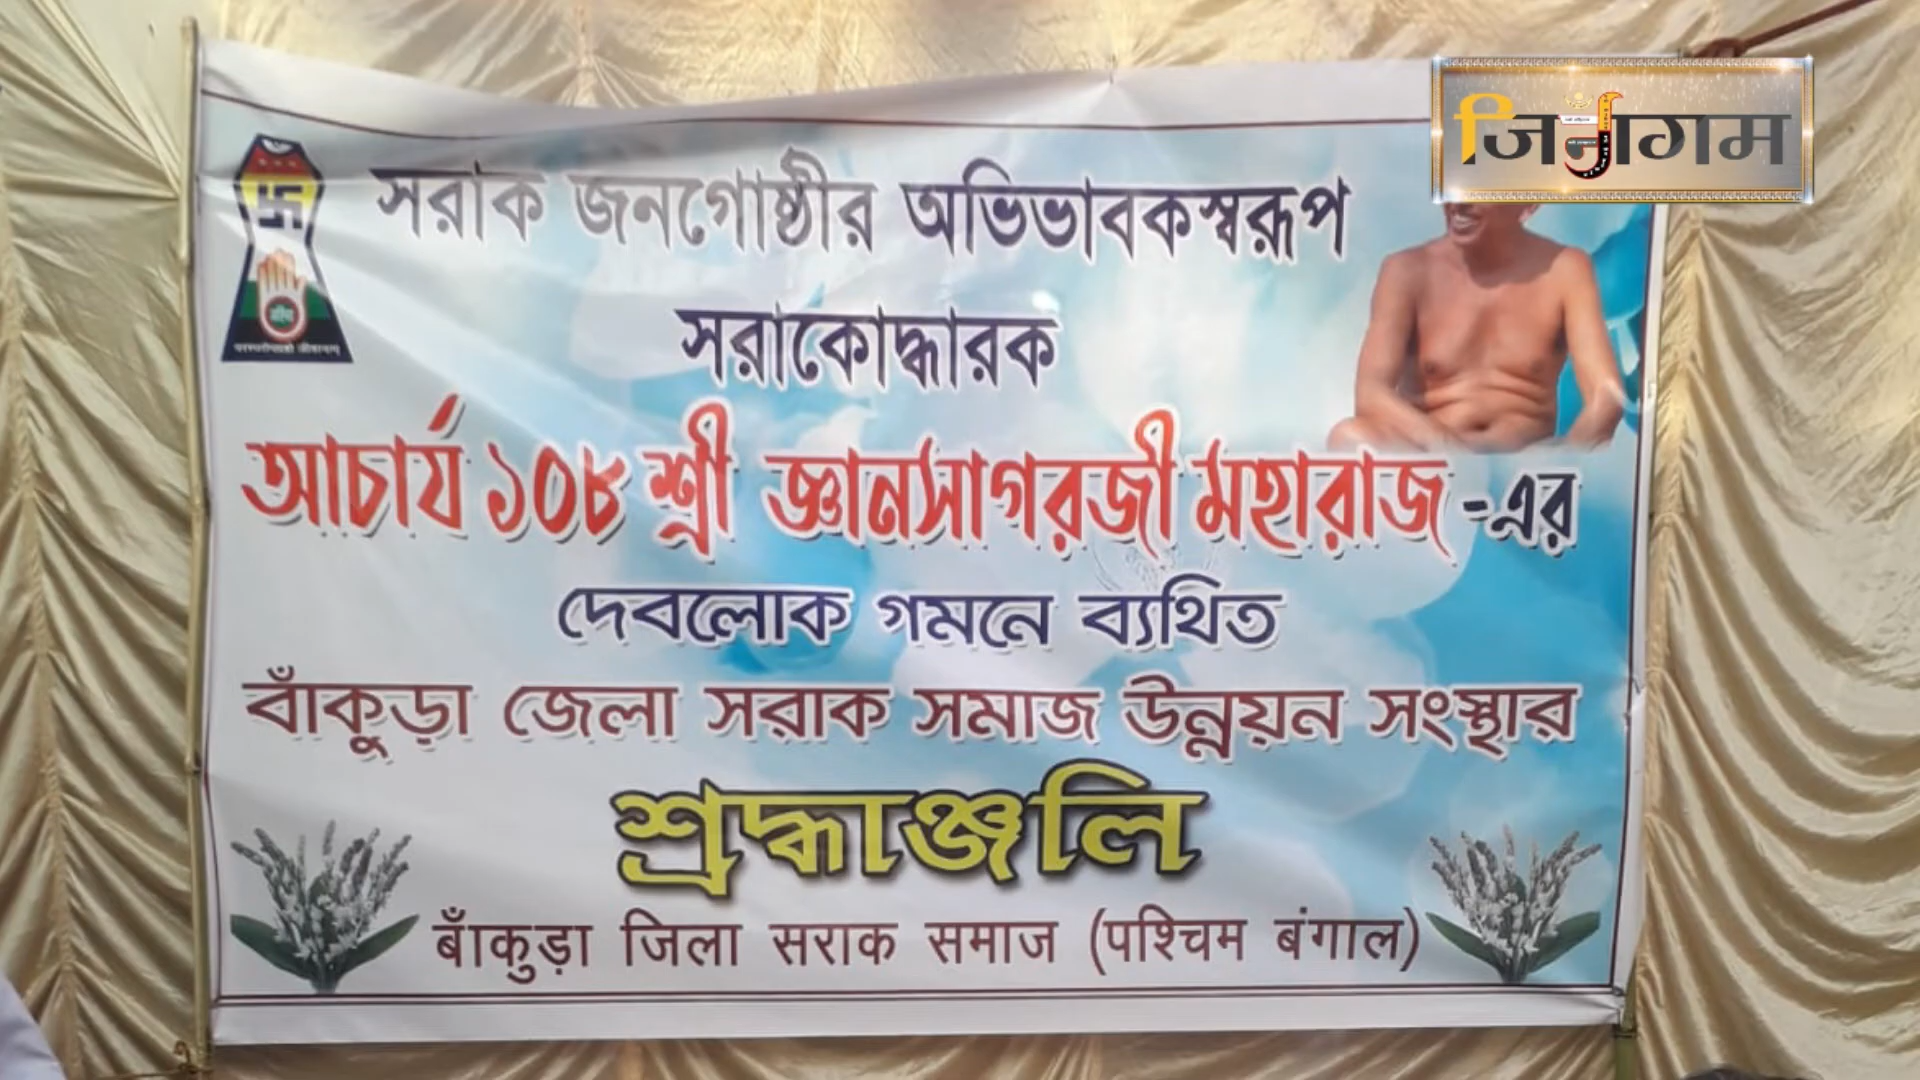 जिनागम
সরাক জনগোষ্ঠীর অভিভাবকস্বরূপ
সরাকোদ্ধারক
আচার্য ১০৮ শ্রী জ্ঞানসাগরজী মহারাজ -এর
দেবলোক গমনে ব্যথিত
বাঁকুড়া জেলা সরাক সমাজ উন্নয়ন সংস্থার
শ্রদ্ধাঞ্জলি
बाँकुड़ा जिला सराक समाज (पश्चिम बंगाल)